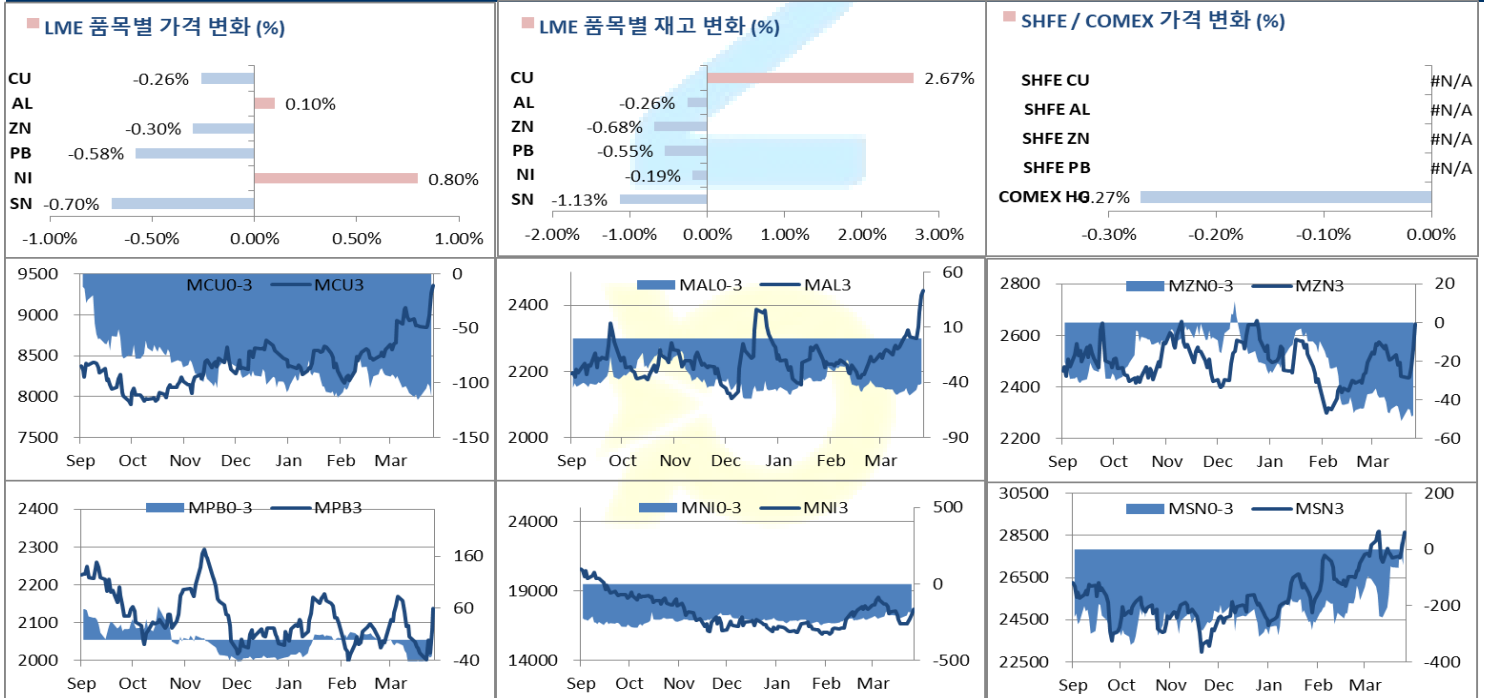 LME 품목별 가격 변화 (%)
CU -0.26%
AL 0.10%
ZN -0.30%
PB -0.58%
NI 0.80%
SN -0.70%
-1.00% -0.50% 0.00% 0.50% 1.00%
LME 품목별 재고 변화 (%)
CU 2.67%
AL -0.26%
ZN -0.68%
PB -0.55%
NI -0.19%
SN -1.13%
-2.00% -1.00% 0.00% 1.00% 2.00% 3.00%
SHFE / COMEX 가격 변화 (%)
SHFE CU #N/A
SHFE AL #N/A
SHFE ZN #N/A
SHFE PB #N/A
COMEX HG -0.27%
-0.30% -0.20% -0.10% 0.00%
MCU0-3 MCU3
9500 0
9000 -50
8500
8000 -100
7500 -150
Sep Oct Nov Dec Jan Feb Mar
MAL0-3 MAL3
60
2400
10
2200
-40
2000 -90
Sep Oct Nov Dec Jan Feb Mar
MZN0-3 MZN3
2800 20
0
2600
-20
2400
-40
2200 -60
Sep Oct Nov Dec Jan Feb Mar
MPB0-3 MPB3
2400
2300
160
2200
2100 60
2000 -40
Sep Oct Nov Dec Jan Feb Mar
MNI0-3 MNI3
500
24000
19000 0
14000 -500
Sep Oct Nov Dec Jan Feb Mar
MSN0-3 MSN3
30500 200
28500
0
26500
24500 -200
22500 -400
Sep Oct Nov Dec Jan Feb Mar